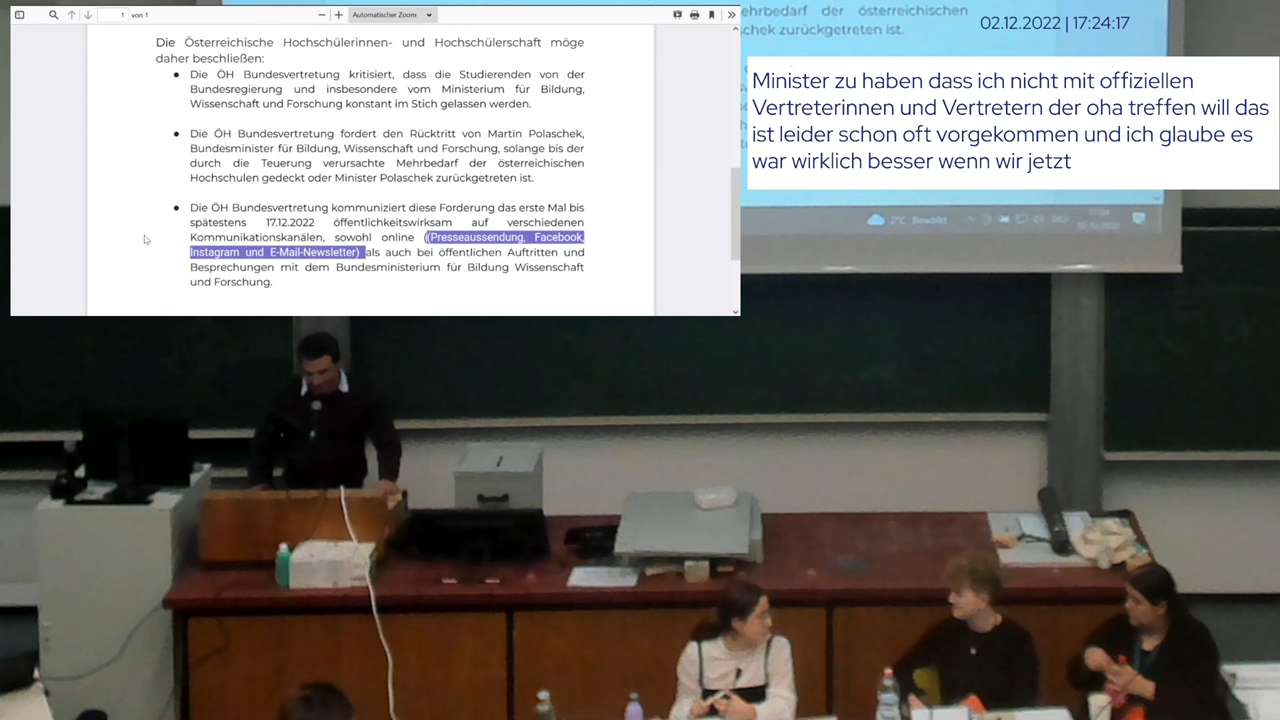 1 von 1
Automatischer Zoom
Die Österreichische Hochschülerinnen- und Hochschülerschaft möge
daher beschließen:
• Die ÖH Bundesvertretung kritisiert, dass die Studierenden von der
Bundesregierung und insbesondere vom Ministerium für Bildung,
Wissenschaft und Forschung konstant im Stich gelassen werden.
• Die ÖH Bundesvertretung fordert den Rücktritt von Martin Polaschek,
Bundesminister für Bildung, Wissenschaft und Forschung, solange bis der
durch die Teuerung verursachte Mehrbedarf der österreichischen
Hochschulen gedeckt oder Minister Polaschek zurückgetreten ist.
• Die ÖH Bundesvertretung kommuniziert diese Forderung das erste Mal bis
spätestens 17.12.2022 öffentlichkeitswirksam auf verschiedenen
Kommunikationskanälen, sowohl online ((Presseaussendung, Facebook,
Instagram und E-Mail-Newsletter) als auch bei öffentlichen Auftritten und
Besprechungen mit dem Bundesministerium für Bildung Wissenschaft
und Forschung.
ehrbedarf der österreichischen
schek zurückgetreten ist.
02.12.2022 | 17:24:17
Minister zu haben dass ich nicht mit offiziellen
Vertreterinnen und Vertretern der oha treffen will das
ist leider schon oft vorgekommen und ich glaube es
war wirklich besser wenn wir jetzt
2°C Bewölkt